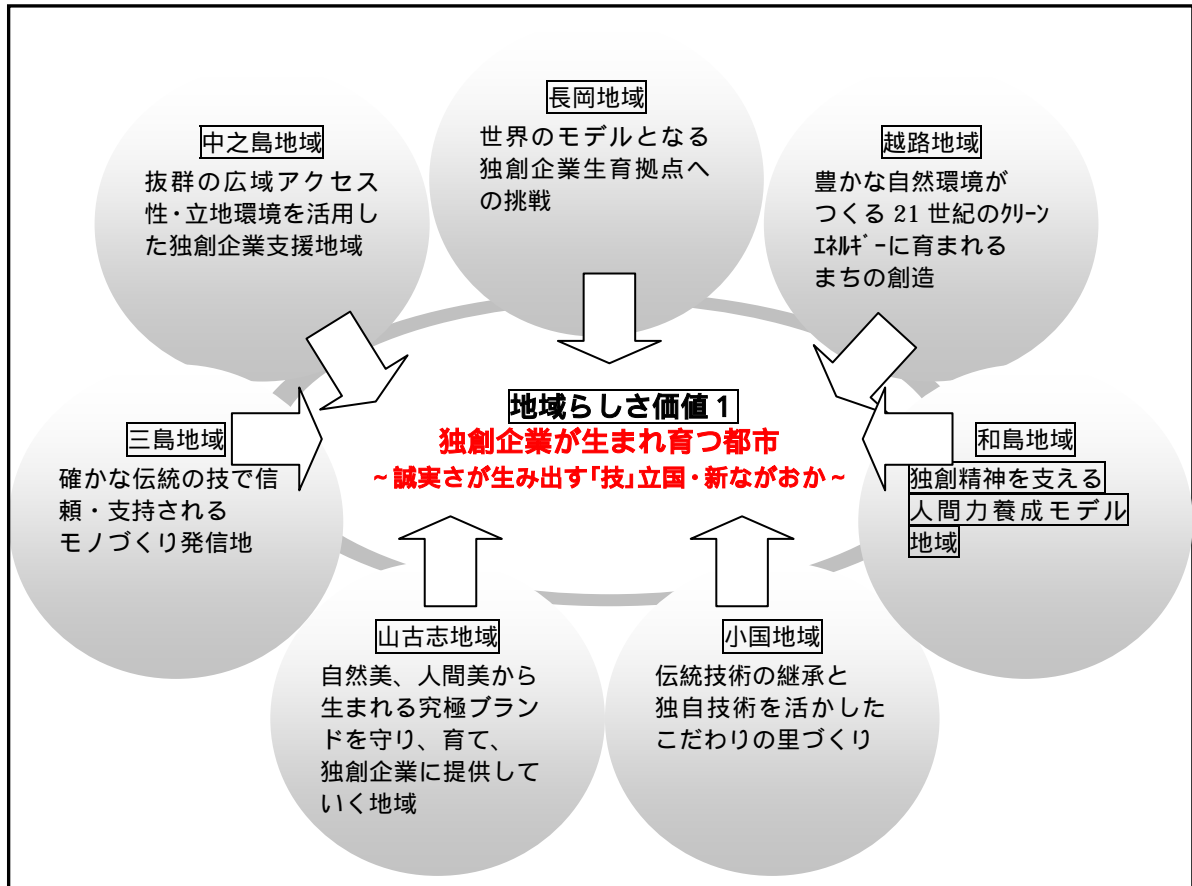 長岡地域
世界のモデルとなる
独創企業生育拠点へ
の挑戦
中之島地域
抜群の広域アクセス
性・立地環境を活用し
た独創企業支援地域
越路地域
豊かな自然環境が
つくる 21 世紀のｸﾘｰﾝ
ｴﾈﾙｷﾞｰに育まれる
まちの創造
地域らしさ価値１
独創企業が生まれ育つ都市
～誠実さが生み出す「技」立国・新ながおか～
三島地域
確かな伝統の技で信
頼・支持される
モノづくり発信地
和島地域
独創精神を支える
人間力養成モデル
地域
山古志地域
自然美、人間美から
生まれる究極ブラン
ドを守り、育て、
独創企業に提供して
いく地域
小国地域
伝統技術の継承と
独自技術を活かした
こだわりの里づくり